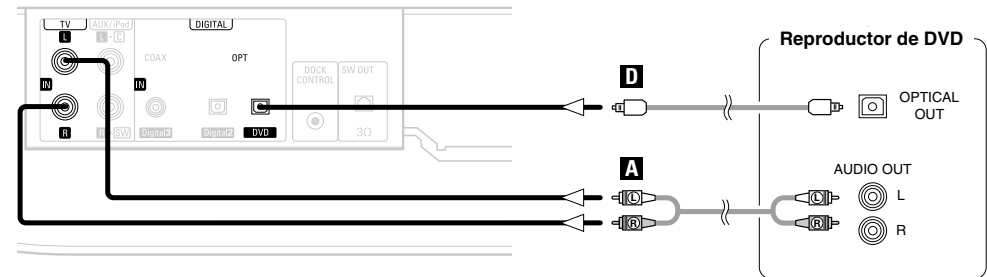 TV
AUX/iPod
DIGITAL
L
L - C
COAX
OPT
IN
IN
DOCK CONTROL
SW OUT
R
R - SW
Digital3
Digital2
DVD
3Ω
D
A
L
R
L
R
Reproductor de DVD
OPTICAL
OUT
AUDIO OUT
L
R